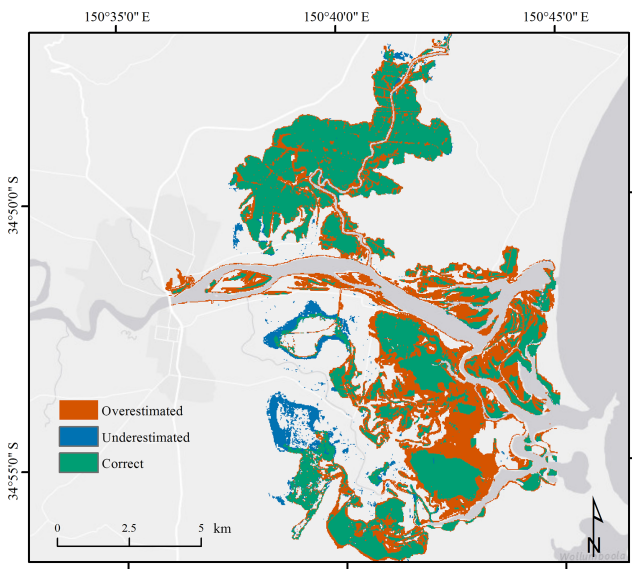 150°35'0" E 150°40'0" E 150°45'0" E
34°50'0" S
34°55'0" S
Overestimated
Underestimated
Correct
0 2.5 5 km
N